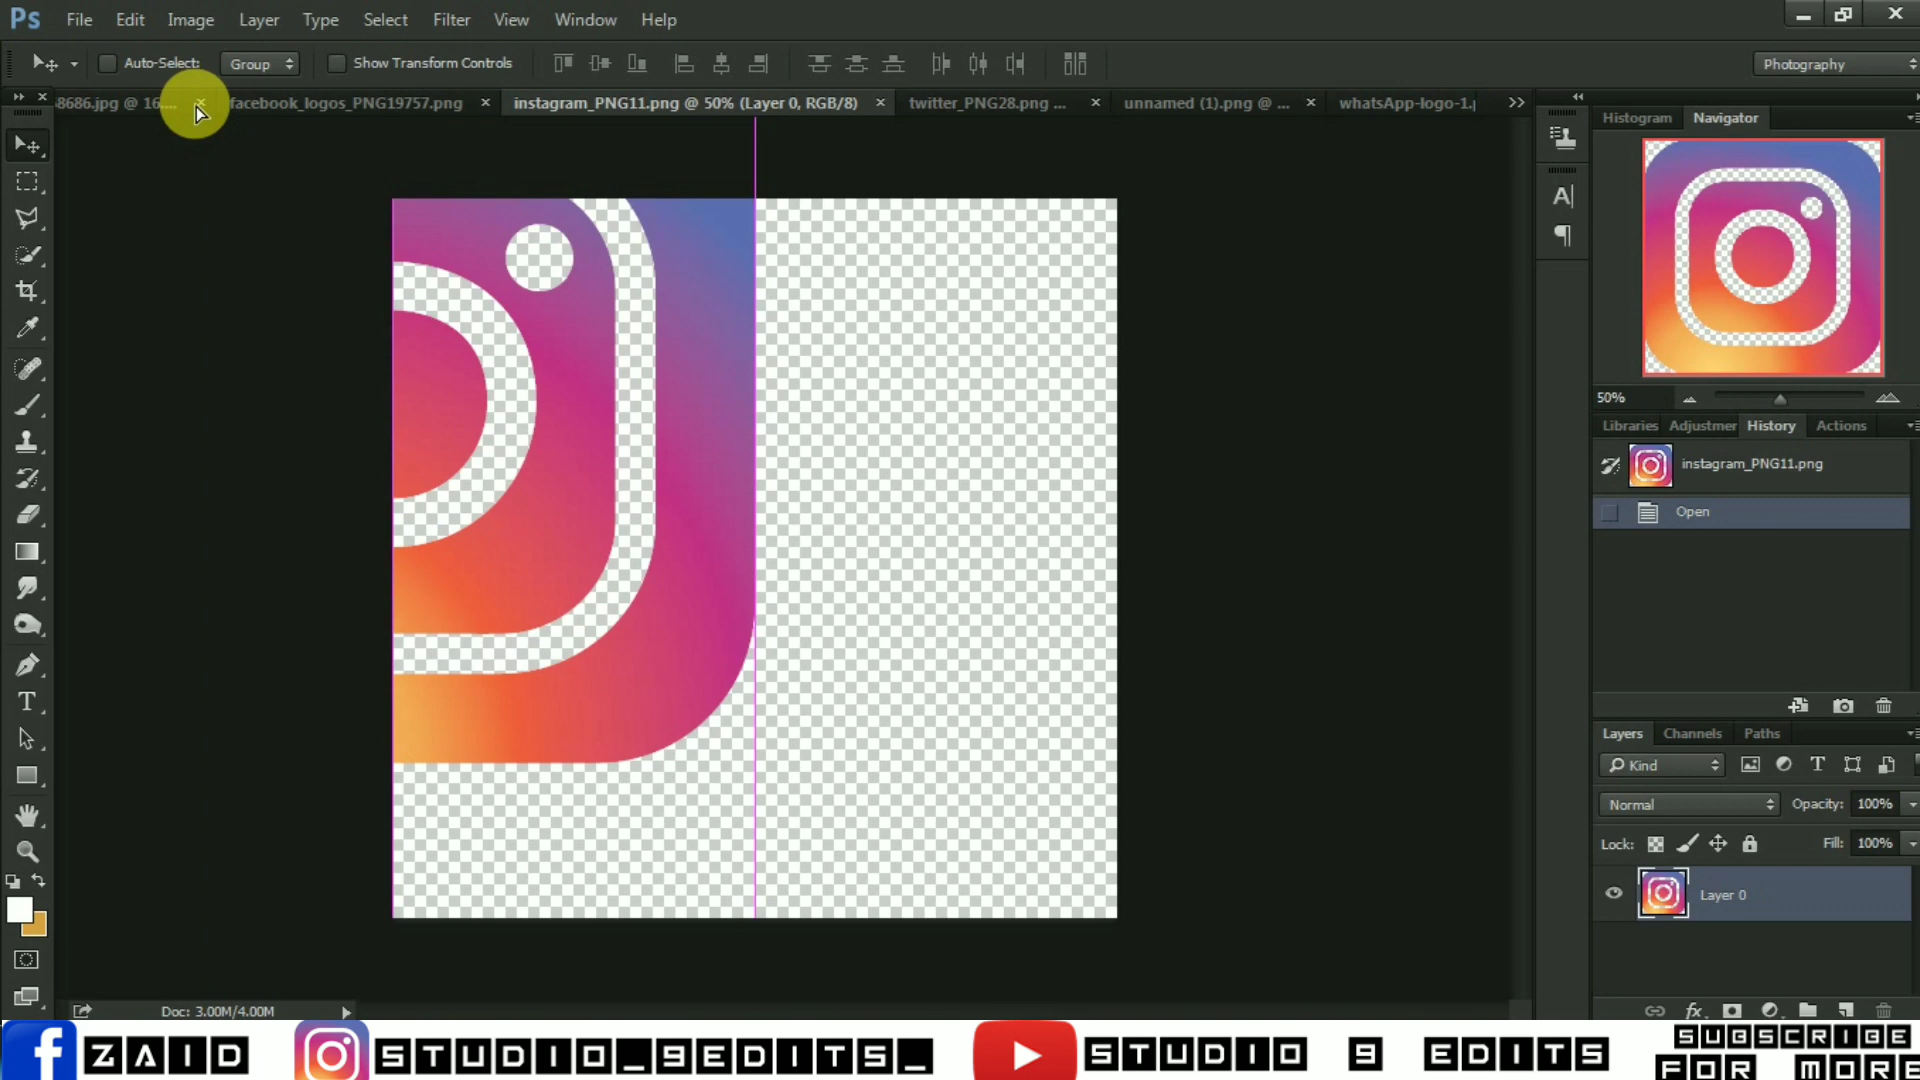 Ps File Edit Image Layer Type Select Filter View Window Help
Auto-Select: Group Show Transform Controls Photography
8686.jpg @ 16.... facebook_logos_PNG19757.png instagram_PNG11.png @ 50% (Layer 0, RGB/8) twitter_PNG28.png ... unnamed (1).png @ ... whatsApp-logo-1.p
Histogram Navigator
50%
Libraries Adjustmer History Actions
instagram_PNG11.png
Open
Layers Channels Paths
Kind
Normal Opacity: 100%
Lock: Fill: 100%
Layer 0
Doc: 3.00M/4.00M
ZAID STUDIO_9EDITS_ STUDIO 9 EDITS SUBSCRIBE
FOR MORE